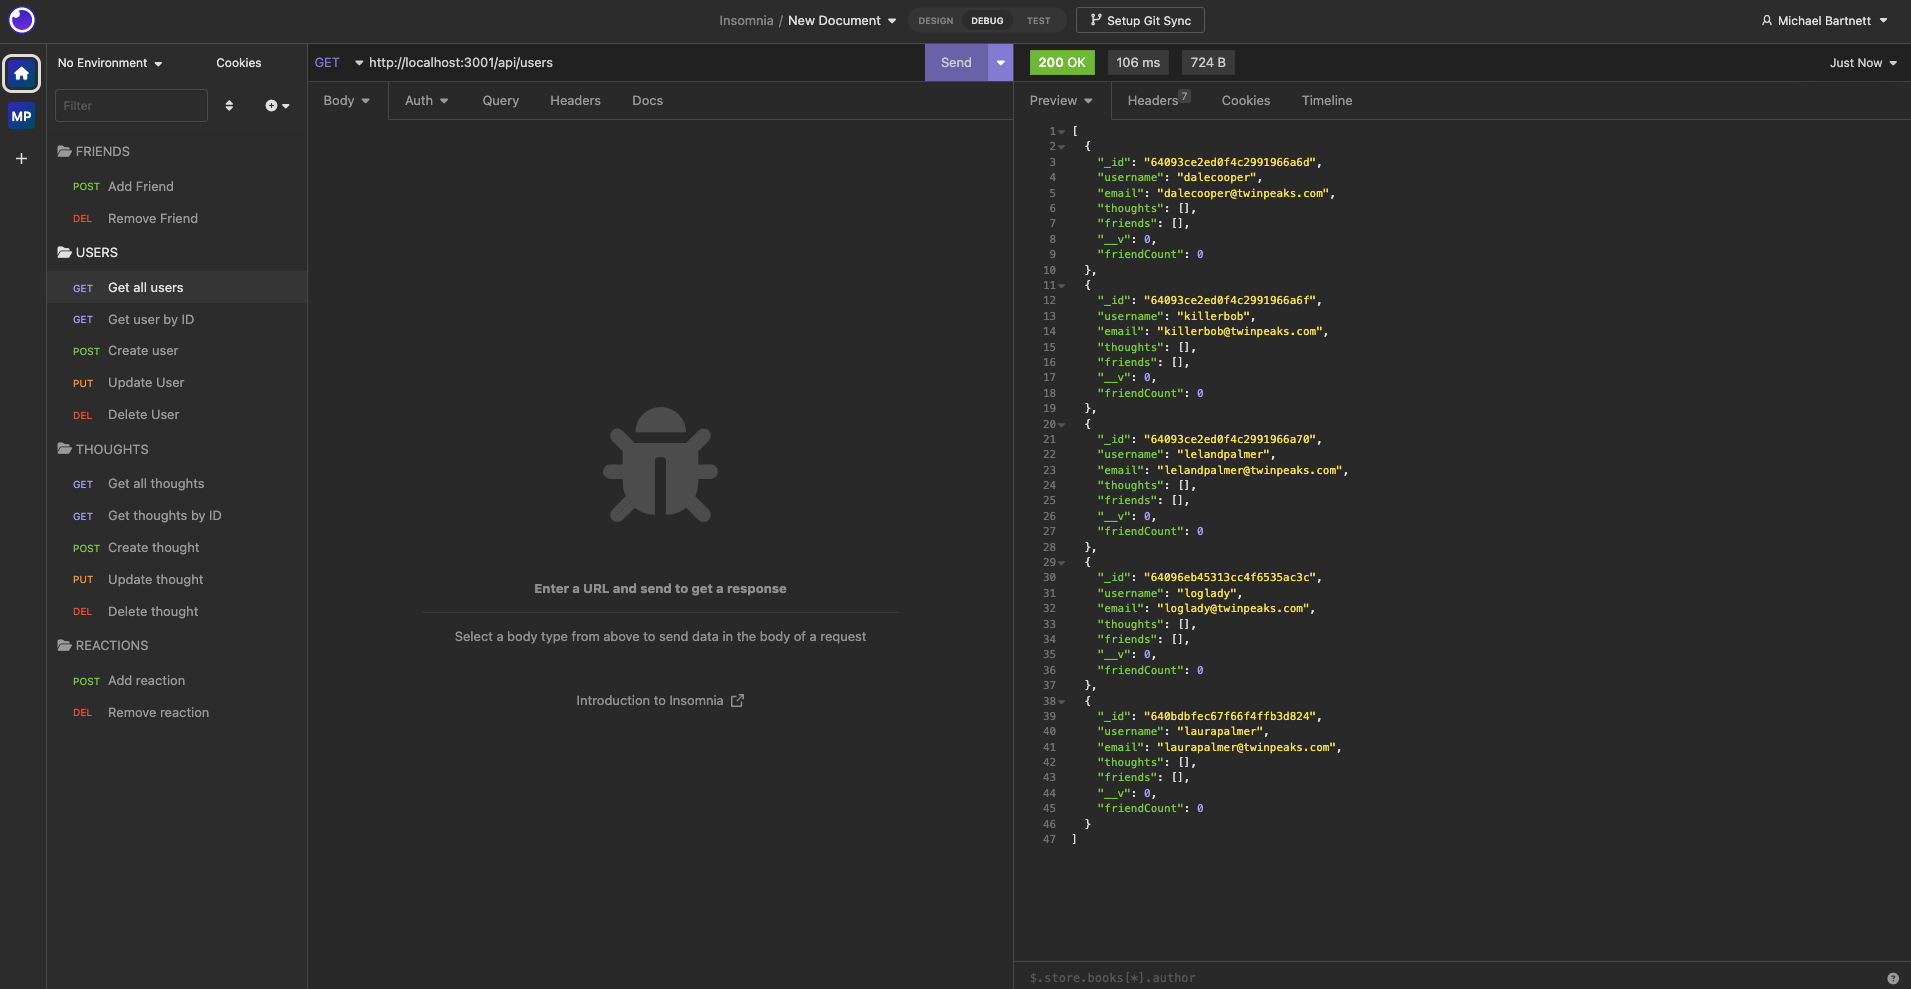 Insomnia / New Document
DESIGN DEBUG TEST
Setup Git Sync
Michael Bartnett
MP
No Environment
Cookies
Filter
FRIENDS
POST Add Friend
DEL Remove Friend
USERS
GET Get all users
GET Get user by ID
POST Create user
PUT Update User
DEL Delete User
THOUGHTS
GET Get all thoughts
GET Get thoughts by ID
POST Create thought
PUT Update thought
DEL Delete thought
REACTIONS
POST Add reaction
DEL Remove reaction
GET http://localhost:3001/api/users Send
Body Auth Query Headers Docs
Enter a URL and send to get a response
Select a body type from above to send data in the body of a request
Introduction to Insomnia
200 OK 106 ms 724 B Just Now
Preview Headers 7 Cookies Timeline
1 [
2 {
3 "_id": "64093ce2ed0f4c2991966a6d",
4 "username": "dalecooper",
5 "email": "dalecooper@twinpeaks.com",
6 "thoughts": [],
7 "friends": [],
8 "__v": 0,
9 "friendCount": 0
10 },
11 {
12 "_id": "64093ce2ed0f4c2991966a6f",
13 "username": "killerbob",
14 "email": "killerbob@twinpeaks.com",
15 "thoughts": [],
16 "friends": [],
17 "__v": 0,
18 "friendCount": 0
19 },
20 {
21 "_id": "64093ce2ed0f4c2991966a70",
22 "username": "lelandpalmer",
23 "email": "lelandpalmer@twinpeaks.com",
24 "thoughts": [],
25 "friends": [],
26 "__v": 0,
27 "friendCount": 0
28 },
29 {
30 "_id": "64096eb45313cc4f6535ac3c",
31 "username": "loglady",
32 "email": "loglady@twinpeaks.com",
33 "thoughts": [],
34 "friends": [],
35 "__v": 0,
36 "friendCount": 0
37 },
38 {
39 "_id": "640bdbfec67f66f4ffb3d824",
40 "username": "laurapalmer",
41 "email": "laurapalmer@twinpeaks.com",
42 "thoughts": [],
43 "friends": [],
44 "__v": 0,
45 "friendCount": 0
46 }
47 ]
$.store.books[*].author